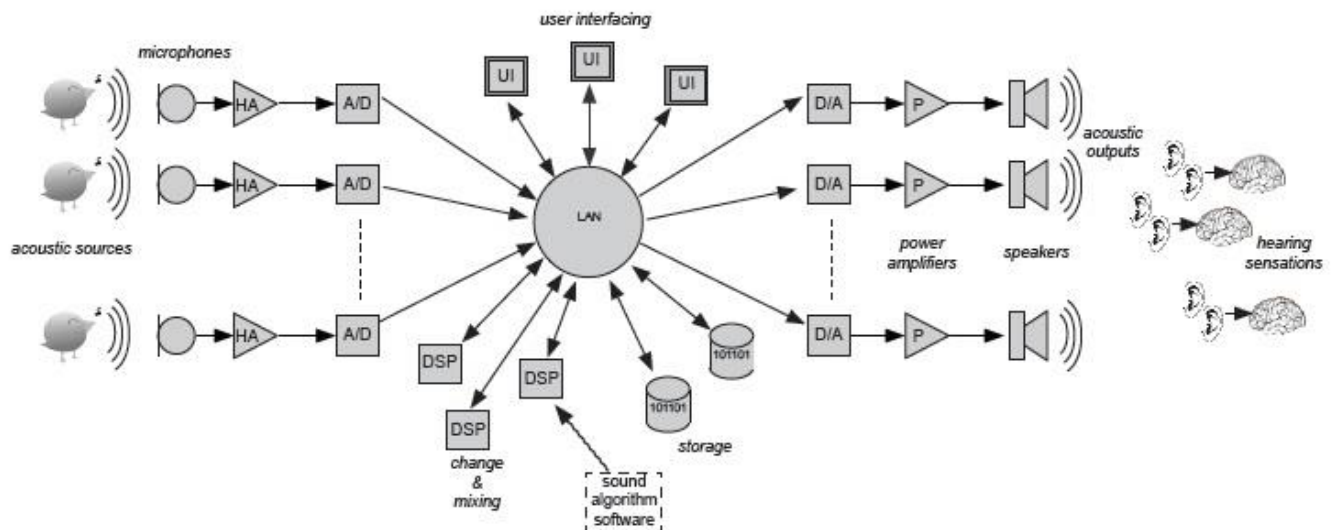 user interfacing
microphones
UI
UI
UI
HA
A/D
D/A
P
acoustic
outputs
HA
A/D
D/A
P
LAN
acoustic sources
power
amplifiers
speakers
hearing
sensations
HA
A/D
D/A
P
DSP
DSP
DSP
101101
101101
storage
change
&
mixing
sound
algorithm
software